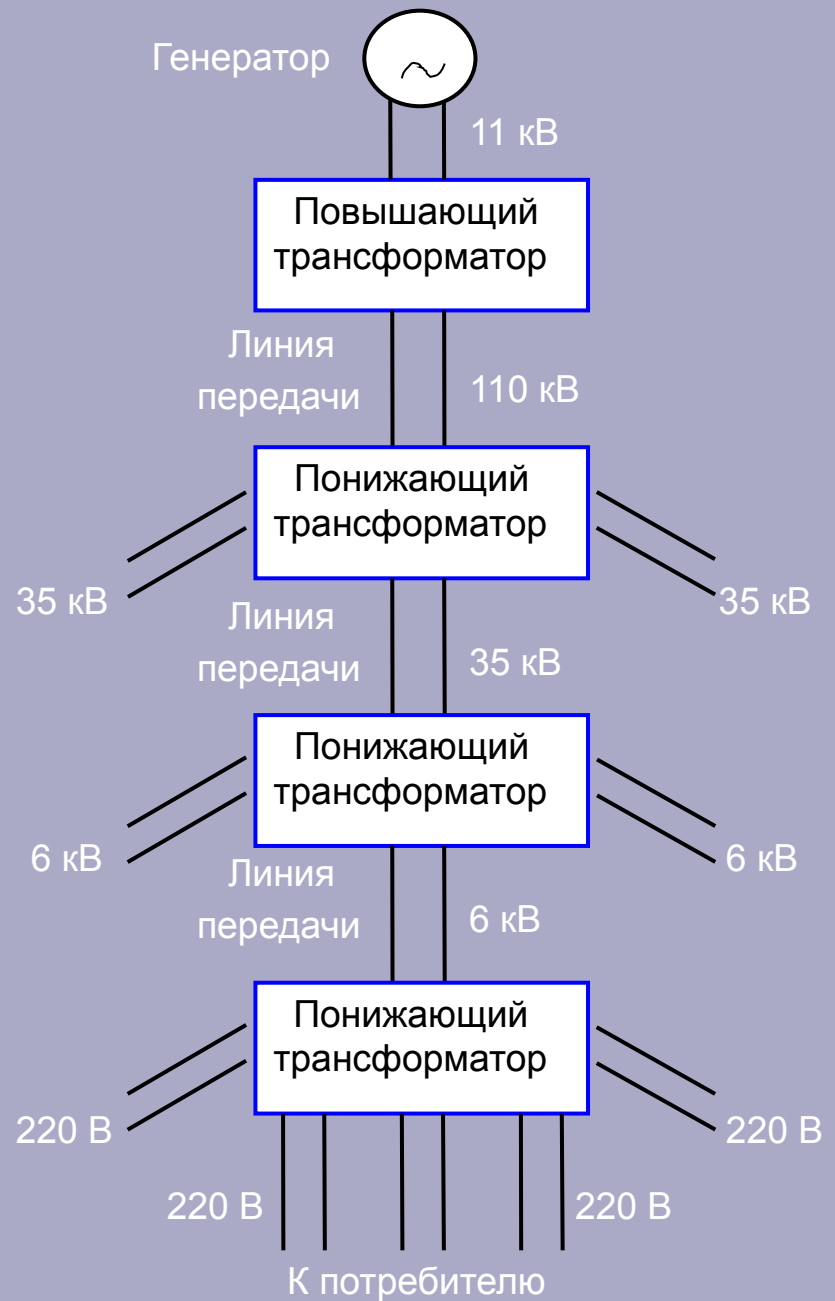 Генератор
11 кВ
Повышающий
трансформатор
Линия
передачи
110 кВ
Понижающий
трансформатор
35 кВ
35 кВ
Линия
передачи
35 кВ
Понижающий
трансформатор
6 кВ
6 кВ
Линия
передачи
6 кВ
Понижающий
трансформатор
220 В
220 В
220 В
220 В
К потребителю